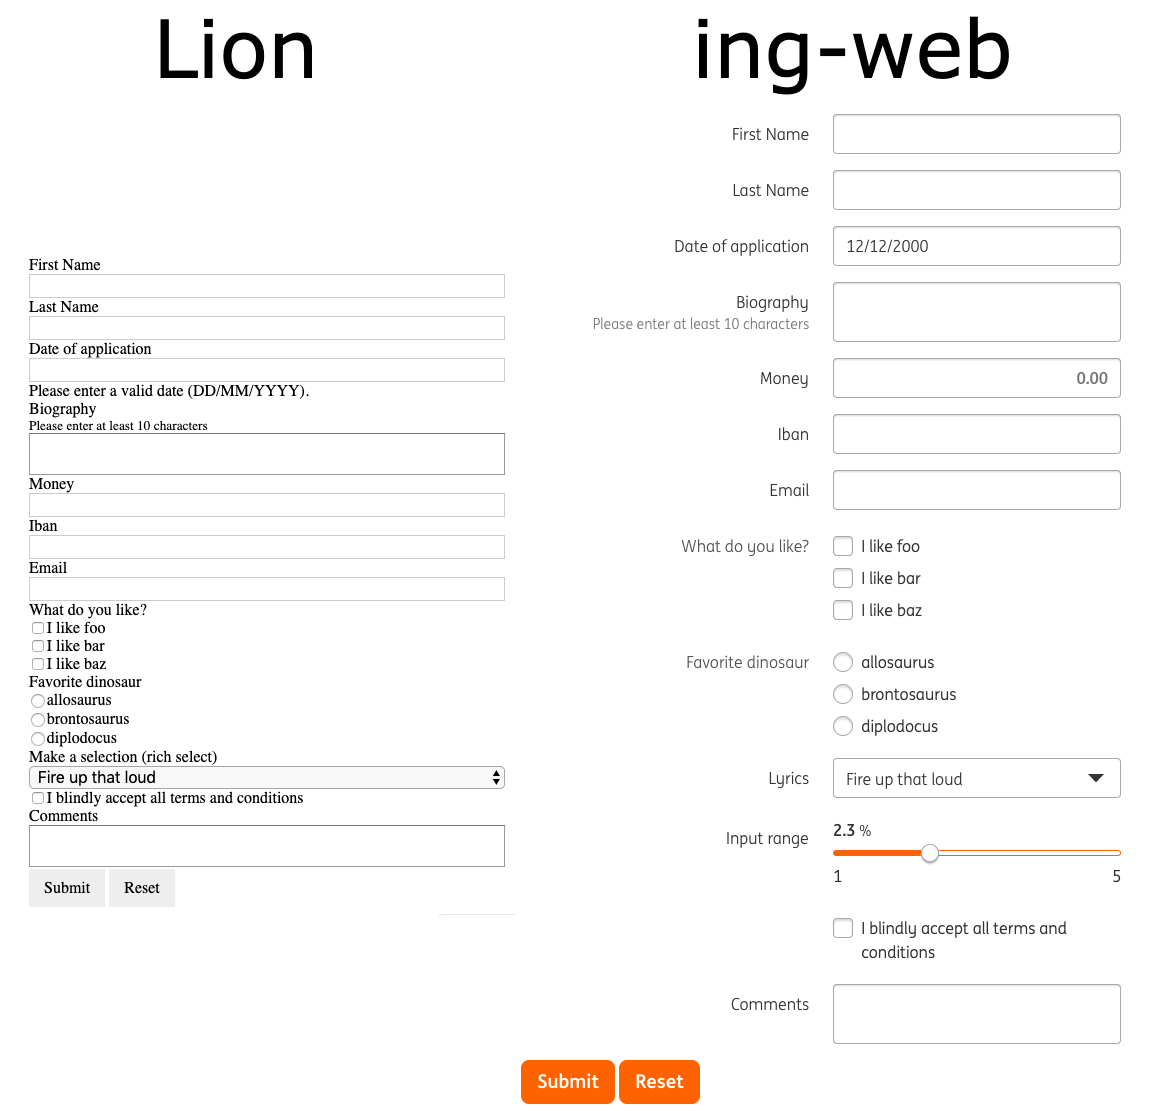 Lion
First Name
Last Name
Date of application
Please enter a valid date (DD/MM/YYYY).
Biography
Please enter at least 10 characters
Money
Iban
Email
What do you like?
I like foo
I like bar
I like baz
Favorite dinosaur
allosaurus
brontosaurus
diplodocus
Make a selection (rich select)
Fire up that loud
I blindly accept all terms and conditions
Comments
Submit Reset
ing-web
First Name
Last Name
Date of application 12/12/2000
Biography
Please enter at least 10 characters
Money 0.00
Iban
Email
What do you like? I like foo
I like bar
I like baz
Favorite dinosaur allosaurus
brontosaurus
diplodocus
Lyrics Fire up that loud
Input range 2.3 %
1 5
I blindly accept all terms and
conditions
Comments
Submit Reset